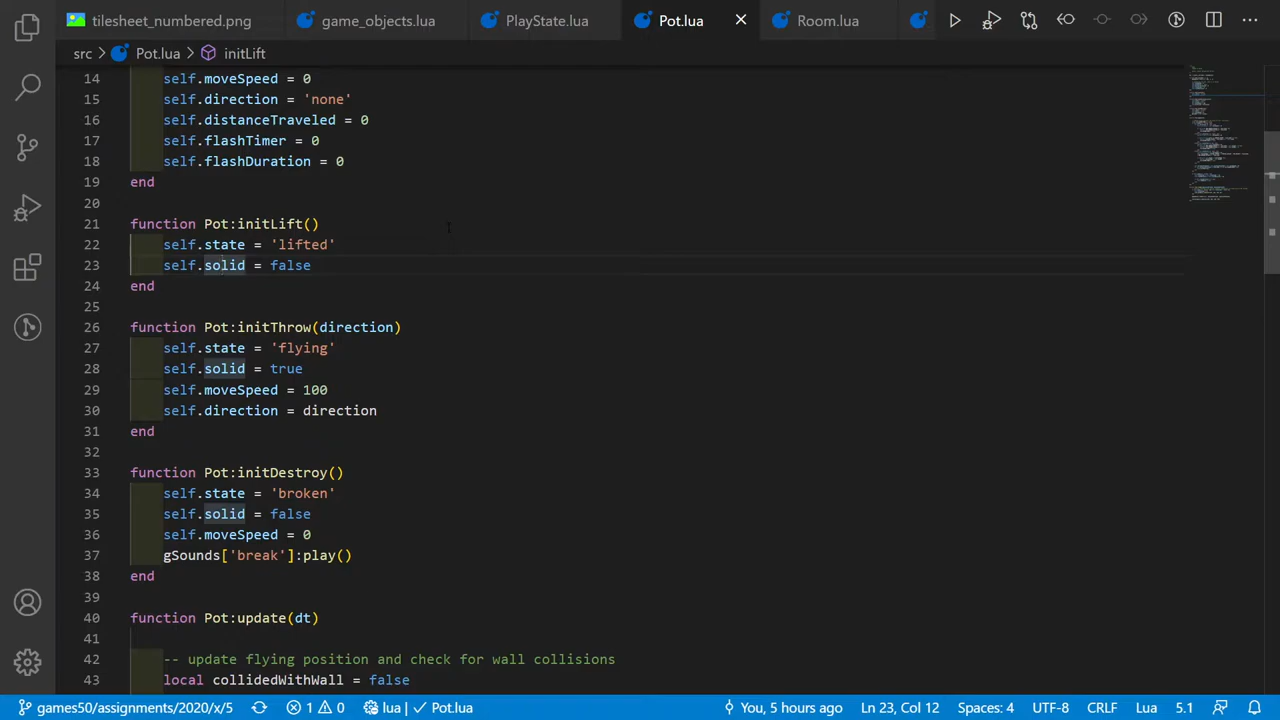 tilesheet_numbered.png game_objects.lua PlayState.lua Pot.lua Room.lua
src > Pot.lua > initLift
14 self.moveSpeed = 0
15 self.direction = 'none'
16 self.distanceTraveled = 0
17 self.flashTimer = 0
18 self.flashDuration = 0
19 end
20
21 function Pot:initLift()
22 self.state = 'lifted'
23 self.solid = false
24 end
25
26 function Pot:initThrow(direction)
27 self.state = 'flying'
28 self.solid = true
29 self.moveSpeed = 100
30 self.direction = direction
31 end
32
33 function Pot:initDestroy()
34 self.state = 'broken'
35 self.solid = false
36 self.moveSpeed = 0
37 gSounds['break']:play()
38 end
39
40 function Pot:update(dt)
41
42 -- update flying position and check for wall collisions
43 local collidedWithWall = false
games50/assignments/2020/x/5 1 0 lua | ✓ Pot.lua You, 5 hours ago Ln 23, Col 12 Spaces: 4 UTF-8 CRLF Lua 5.1